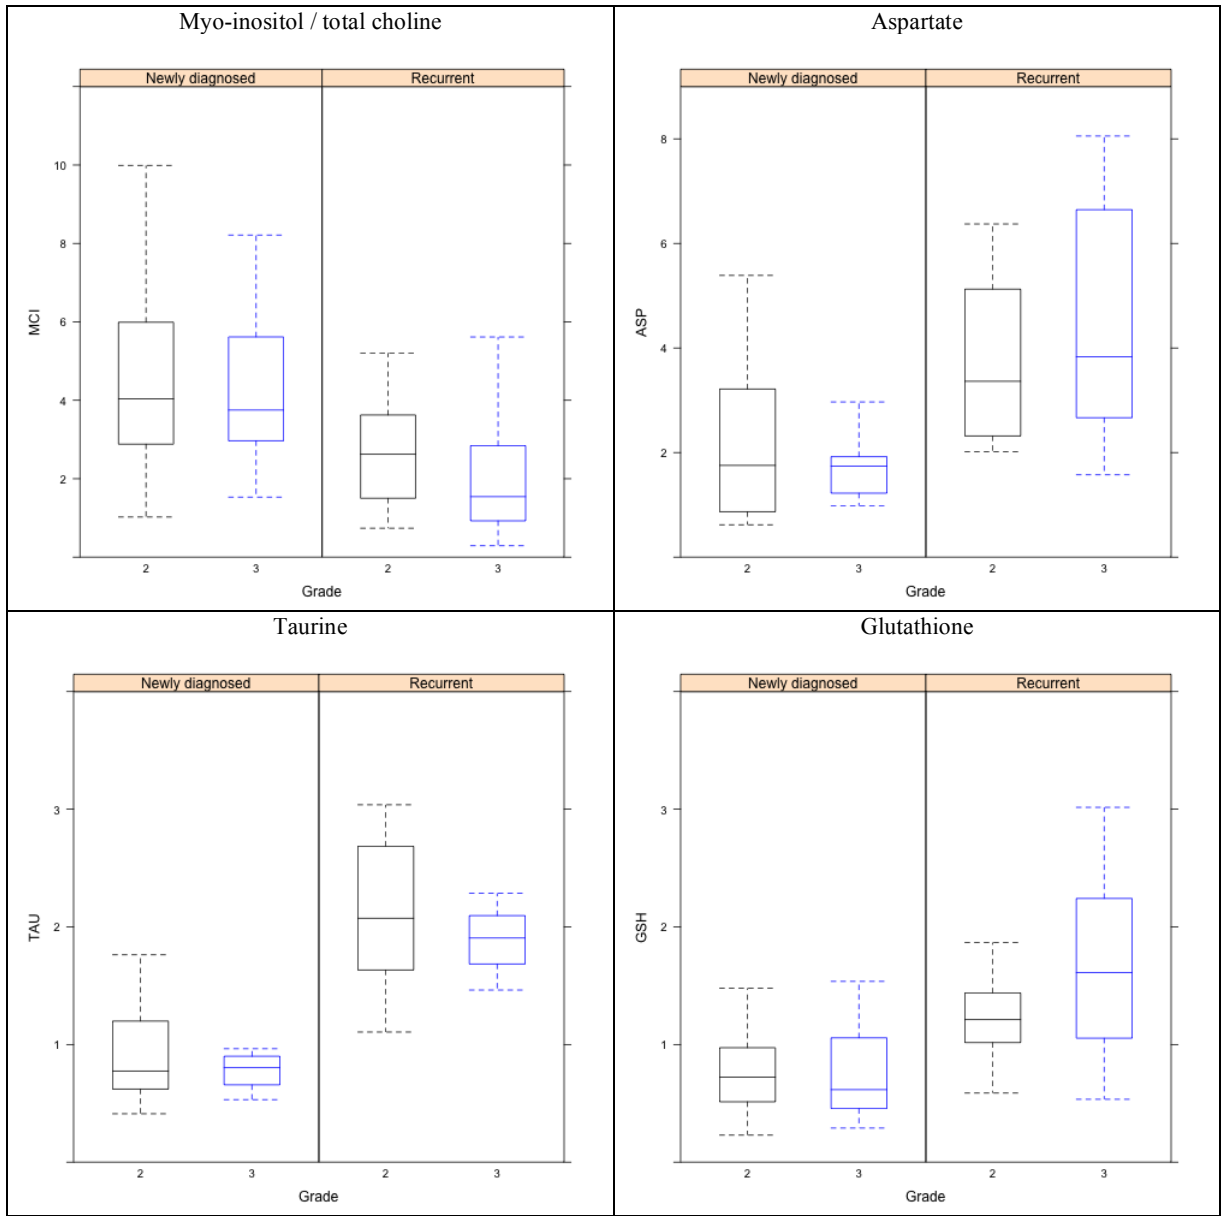 Myo-inositol / total choline
Newly diagnosed Recurrent
10
8
6
4
2
MCI
2 3 2 3
Grade
Aspartate
Newly diagnosed Recurrent
8
6
4
2
ASP
2 3 2 3
Grade
Taurine
Newly diagnosed Recurrent
3
2
1
TAU
2 3 2 3
Grade
Glutathione
Newly diagnosed Recurrent
3
2
1
GSH
2 3 2 3
Grade